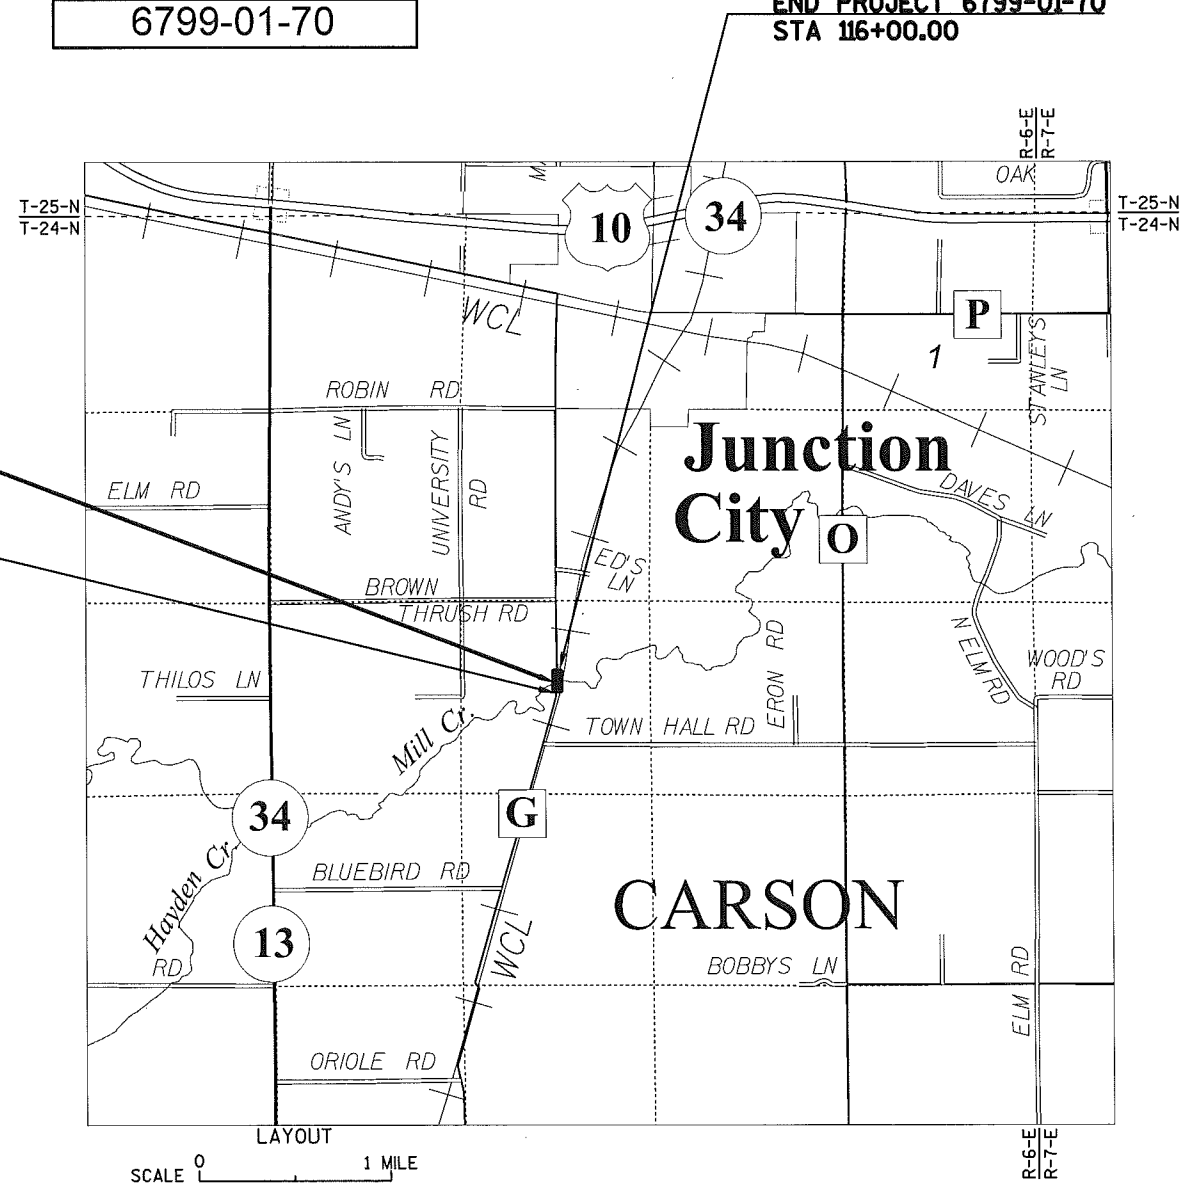 6799-01-70
END PROJECT 6799-01-70
STA 116+00.00
R-6-E
R-7-E
OAK
T-25-N
T-24-N
T-25-N
T-24-N
10
34
WCL
P
1
STANLEYS
LN
ROBIN RD
ANDY'S LN
UNIVERSITY
RD
Junction
City
ELM RD
DAVES LN
O
ED'S
LN
BROWN
THRUSH RD
ERON RD
N ELM RD
WOOD'S
RD
THILOS LN
Mill Cr.
TOWN HALL RD
34
G
Hayden Cr.
BLUEBIRD RD
CARSON
13
WCL
RD
BOBBYS LN
ELM RD
ORIOLE RD
LAYOUT
SCALE 0 1 MILE
R-6-E
R-7-E